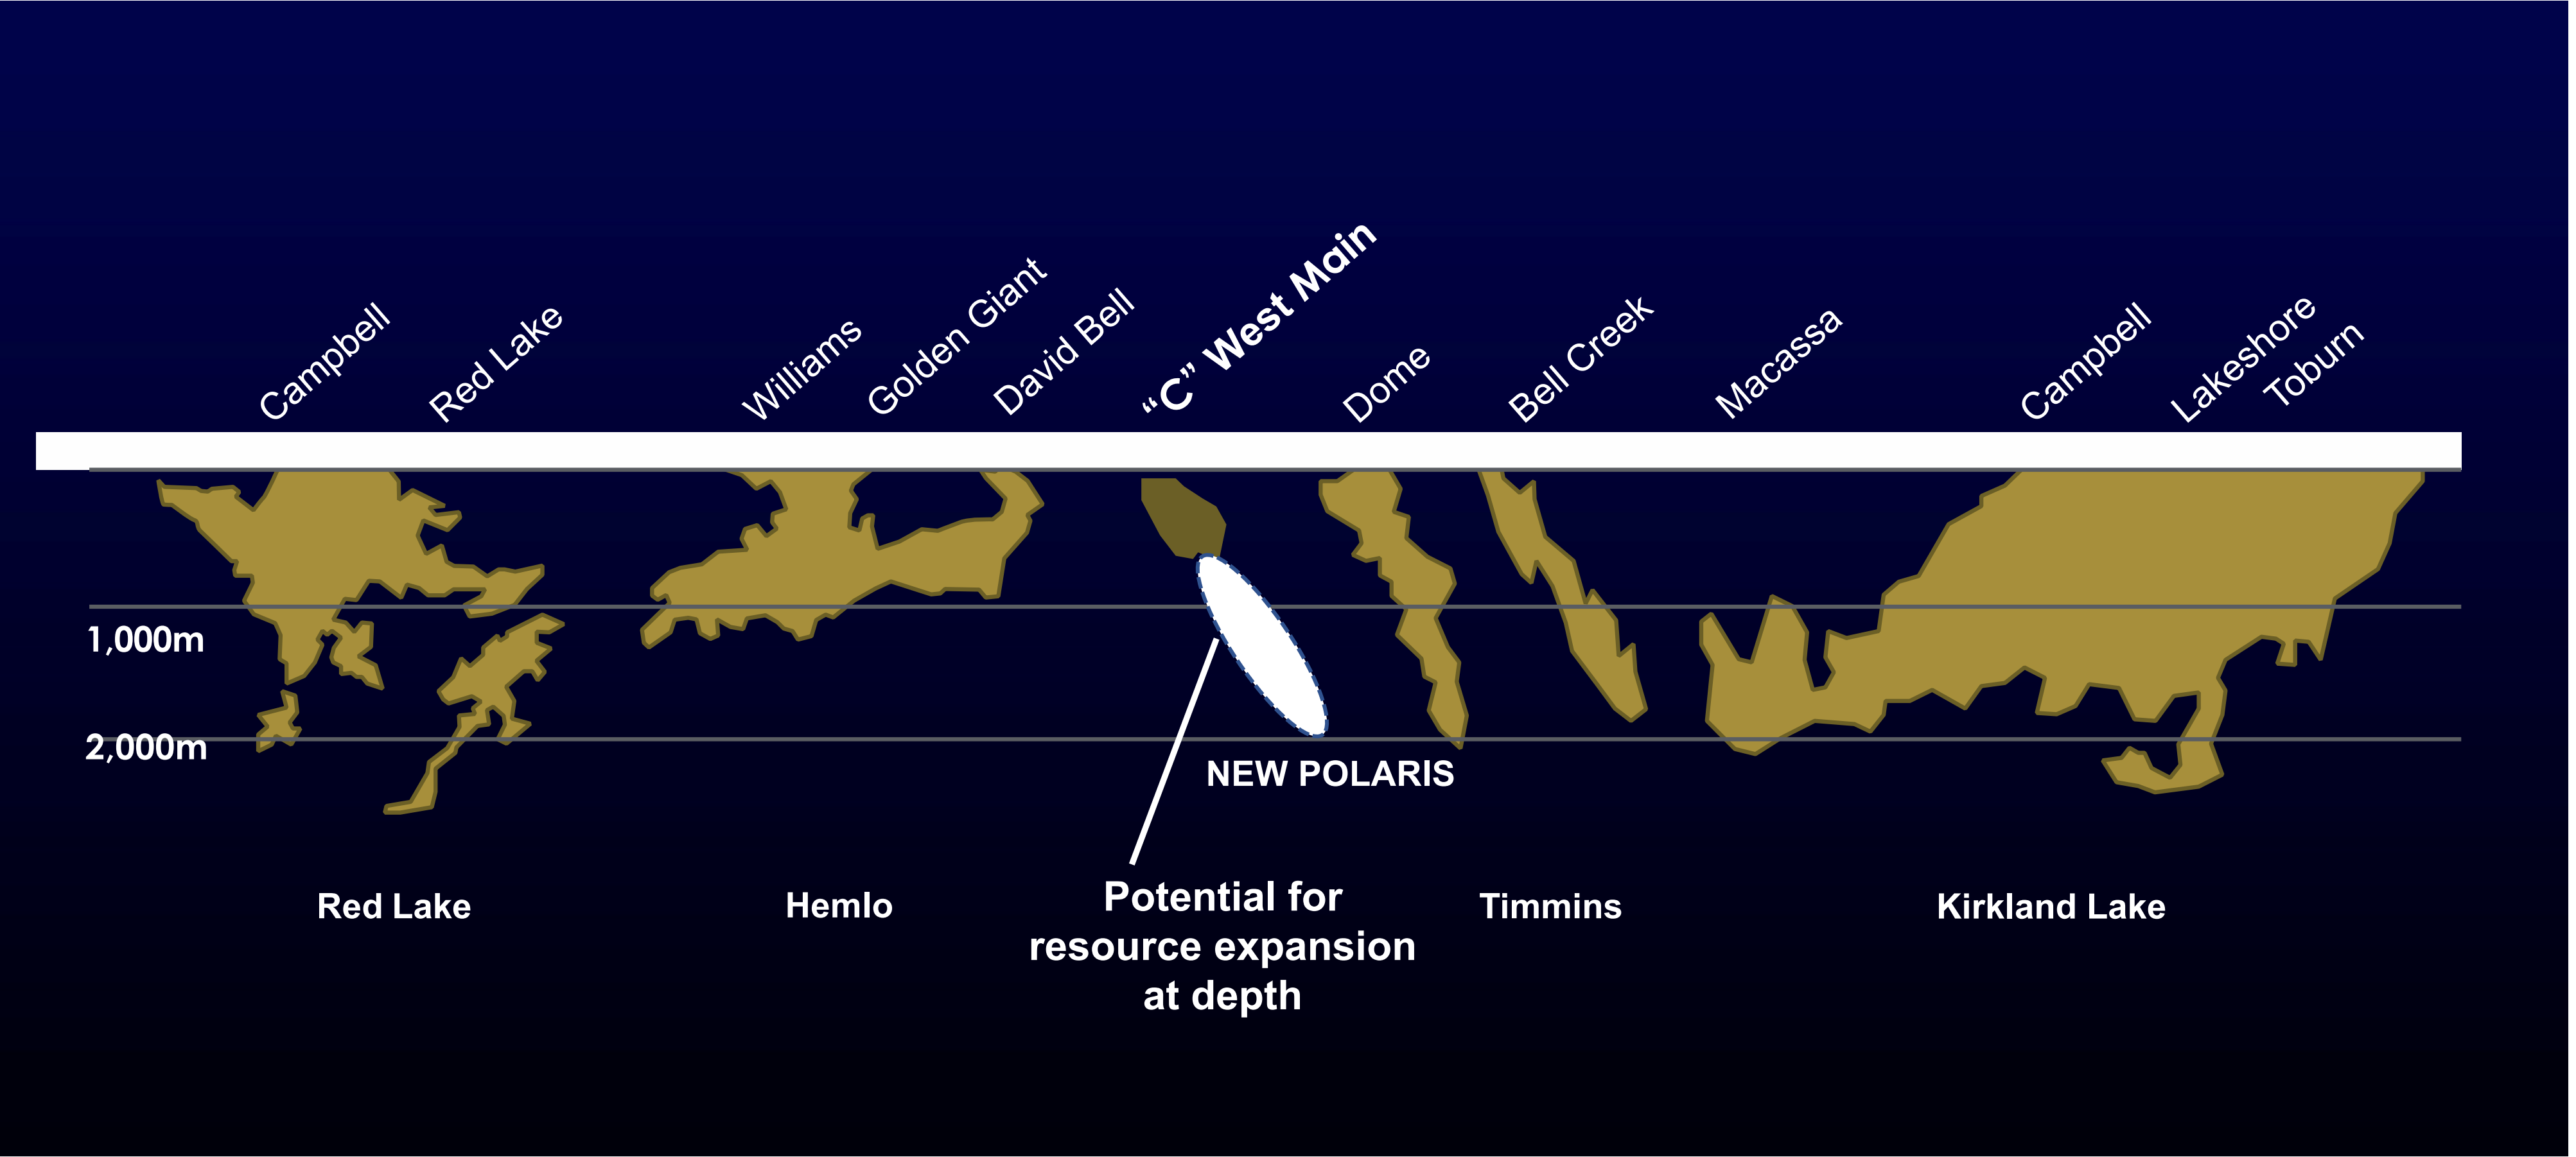 Campbell
Red Lake
Williams
Golden Giant
David Bell
“C” West Main
Dome
Bell Creek
Macassa
Campbell
Lakeshore
Toburn
1,000m
2,000m
NEW POLARIS
Red Lake
Hemlo
Potential for
resource expansion
at depth
Timmins
Kirkland Lake